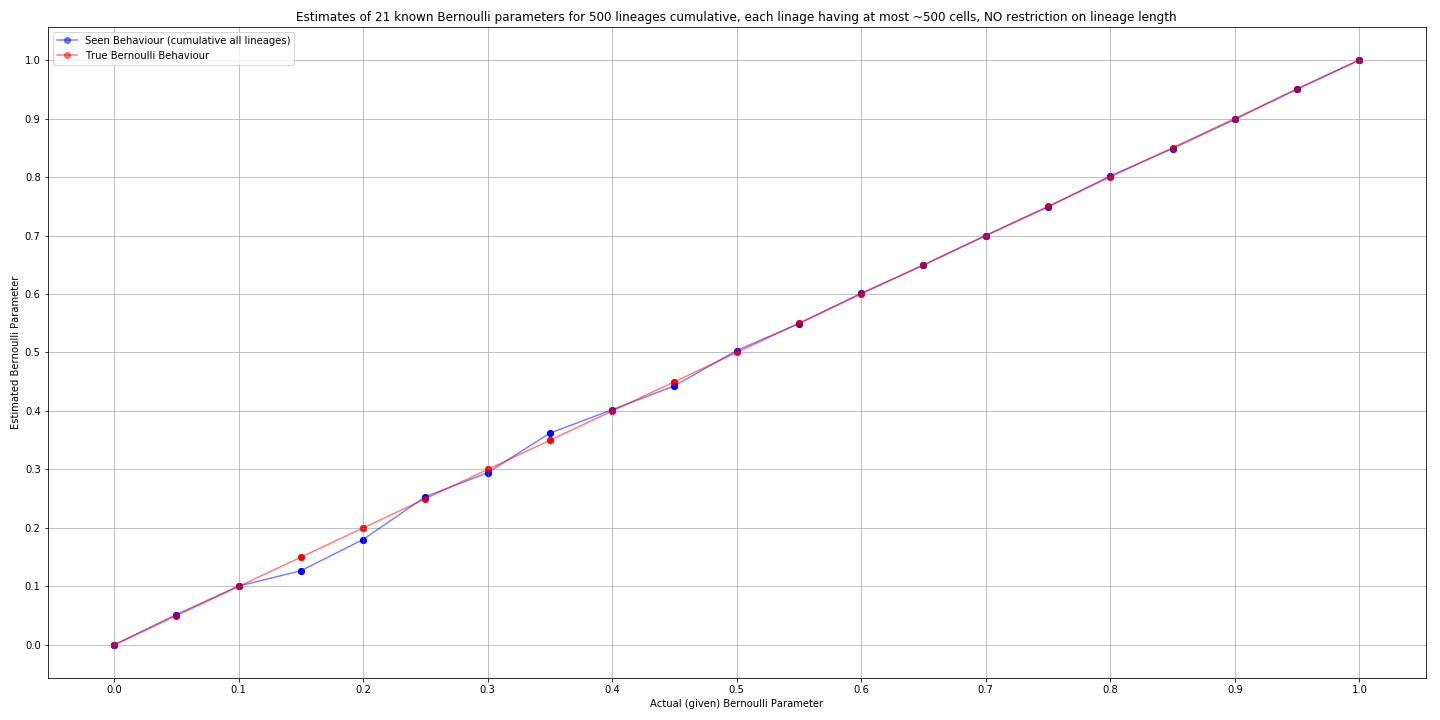 Estimates of 21 known Bernoulli parameters for 500 lineages cumulative, each linage having at most ~500 cells, NO restriction on lineage length
Seen Behaviour (cumulative all lineages)
True Bernoulli Behaviour
Estimated Bernoulli Parameter
1.0
0.9
0.8
0.7
0.6
0.5
0.4
0.3
0.2
0.1
0.0
0.0 0.1 0.2 0.3 0.4 0.5 0.6 0.7 0.8 0.9 1.0
Actual (given) Bernoulli Parameter